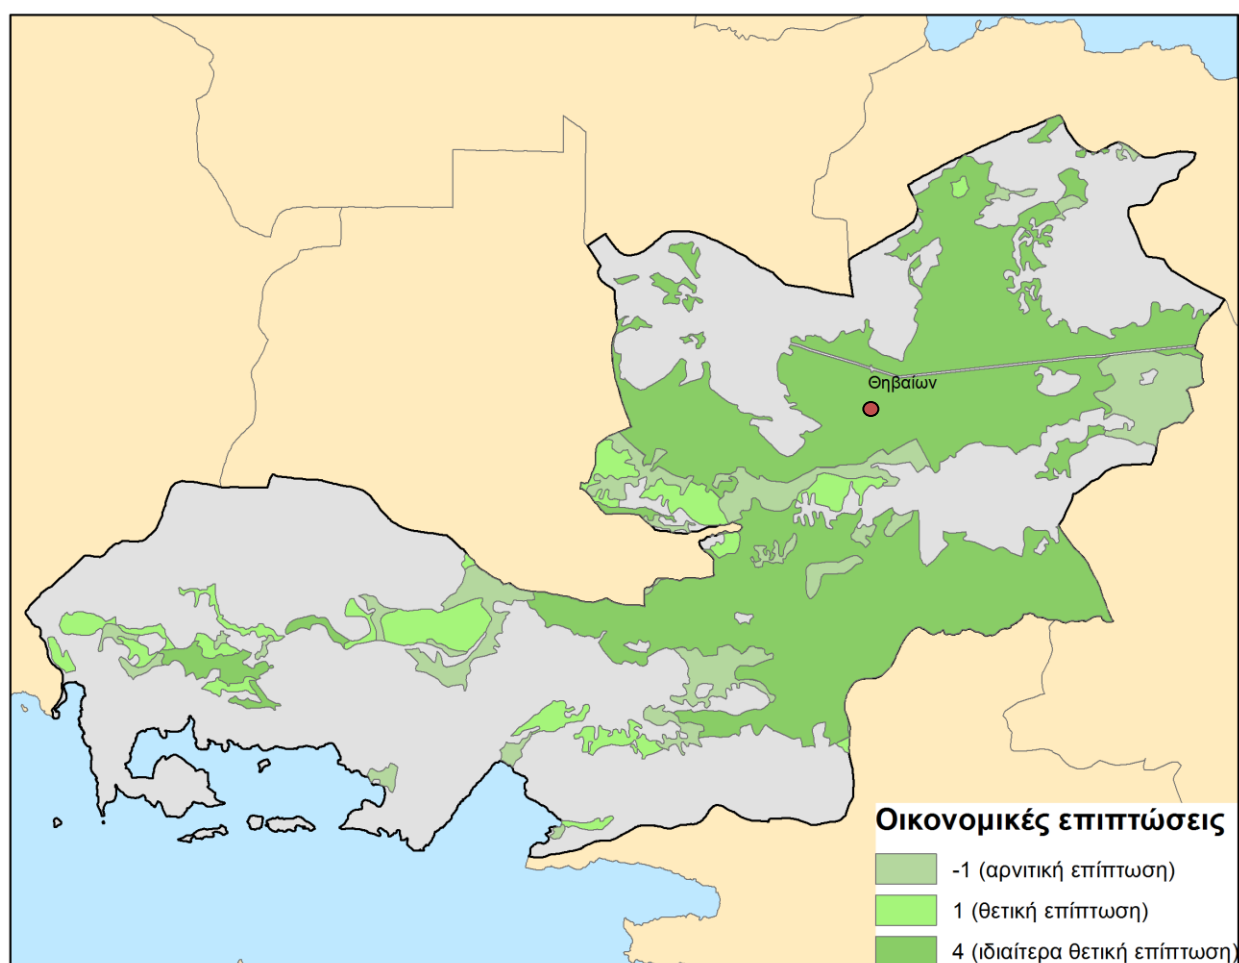 Θηβαίων
Οικονομικές επιπτώσεις
-1 (αρνιτική επίπτωση)
1 (θετική επίπτωση)
4 (ιδιαίτερα θετική επίπτωση)